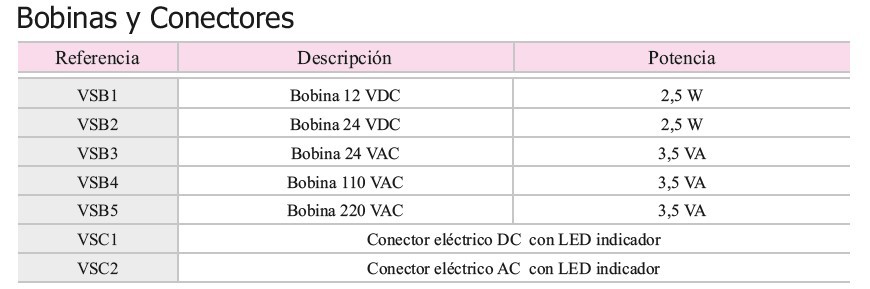 Bobinas y Conectores
Referencia Descripción Potencia
VSB1 Bobina 12 VDC 2,5 W
VSB2 Bobina 24 VDC 2,5 W
VSB3 Bobina 24 VAC 3,5 VA
VSB4 Bobina 110 VAC 3,5 VA
VSB5 Bobina 220 VAC 3,5 VA
VSC1 Conector eléctrico DC con LED indicador
VSC2 Conector eléctrico AC con LED indicador